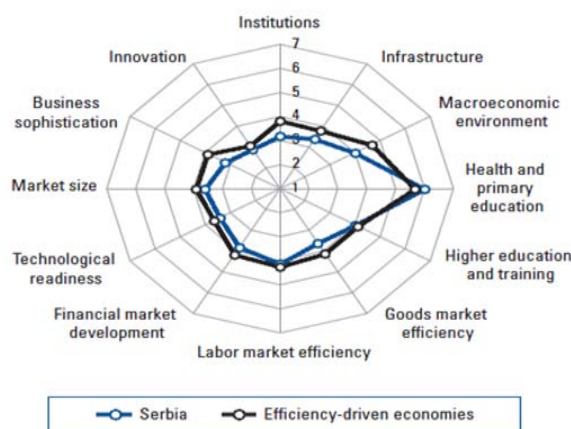 Institutions
7
6
5
4
3
2
1
Infrastructure
Macroeconomic
environment
Health and
primary
education
Higher education
and training
Goods market
efficiency
Labor market efficiency
Financial market
development
Technological
readiness
Market size
Business
sophistication
Innovation
Serbia
Efficiency-driven economies